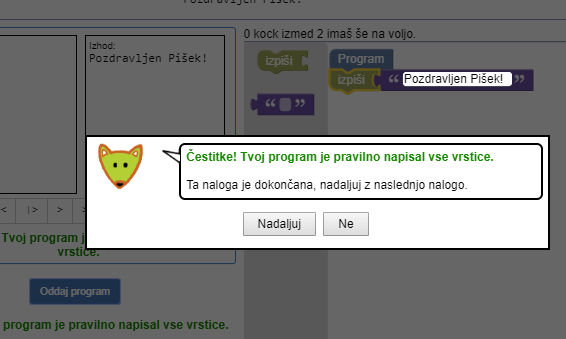 Pozdravljen Pišek!
0 kock izmed 2 imaš še na voljo.
Izhod:
Pozdravljen Pišek!
izpiši
“ ”
Program
izpiši “ Pozdravljen Pišek! ”
Čestitke! Tvoj program je pravilno napisal vse vrstice.
Ta naloga je dokončana, nadaljuj z naslednjo nalogo.
Nadaljuj
Ne
< |> > >
Tvoj program j
vrstice.
Oddaj program
program je pravilno napisal vse vrstice.